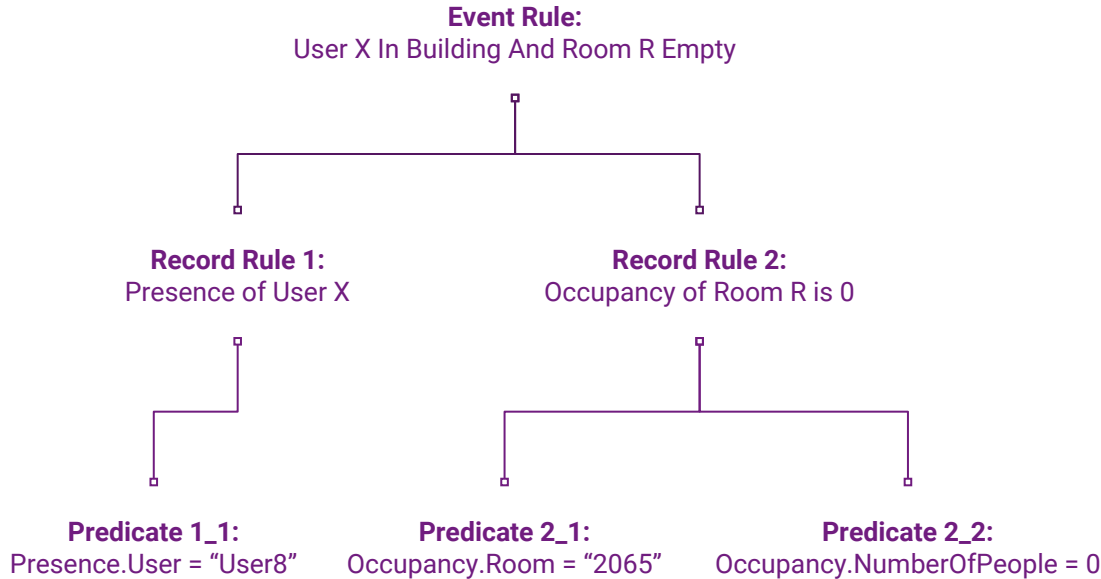 Event Rule:
User X In Building And Room R Empty
Record Rule 1:
Presence of User X
Record Rule 2:
Occupancy of Room R is 0
Predicate 1_1:
Presence.User = “User8”
Predicate 2_1:
Occupancy.Room = “2065”
Predicate 2_2:
Occupancy.NumberOfPeople = 0